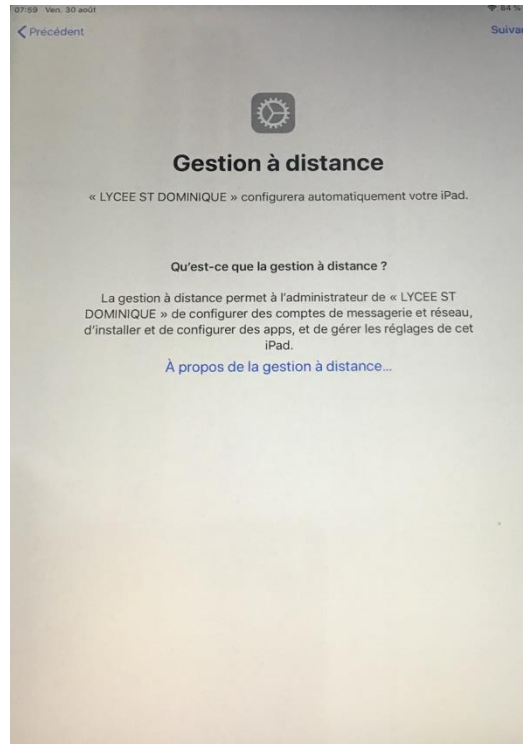 07:59 Ven. 30 août 64 %
Précédent
Suivan
Gestion à distance
« LYCEE ST DOMINIQUE » configurera automatiquement votre iPad.
Qu'est-ce que la gestion à distance ?
La gestion à distance permet à l'administrateur de « LYCEE ST
DOMINIQUE » de configurer des comptes de messagerie et réseau,
d'installer et de configurer des apps, et de gérer les réglages de cet
iPad.
À propos de la gestion à distance...